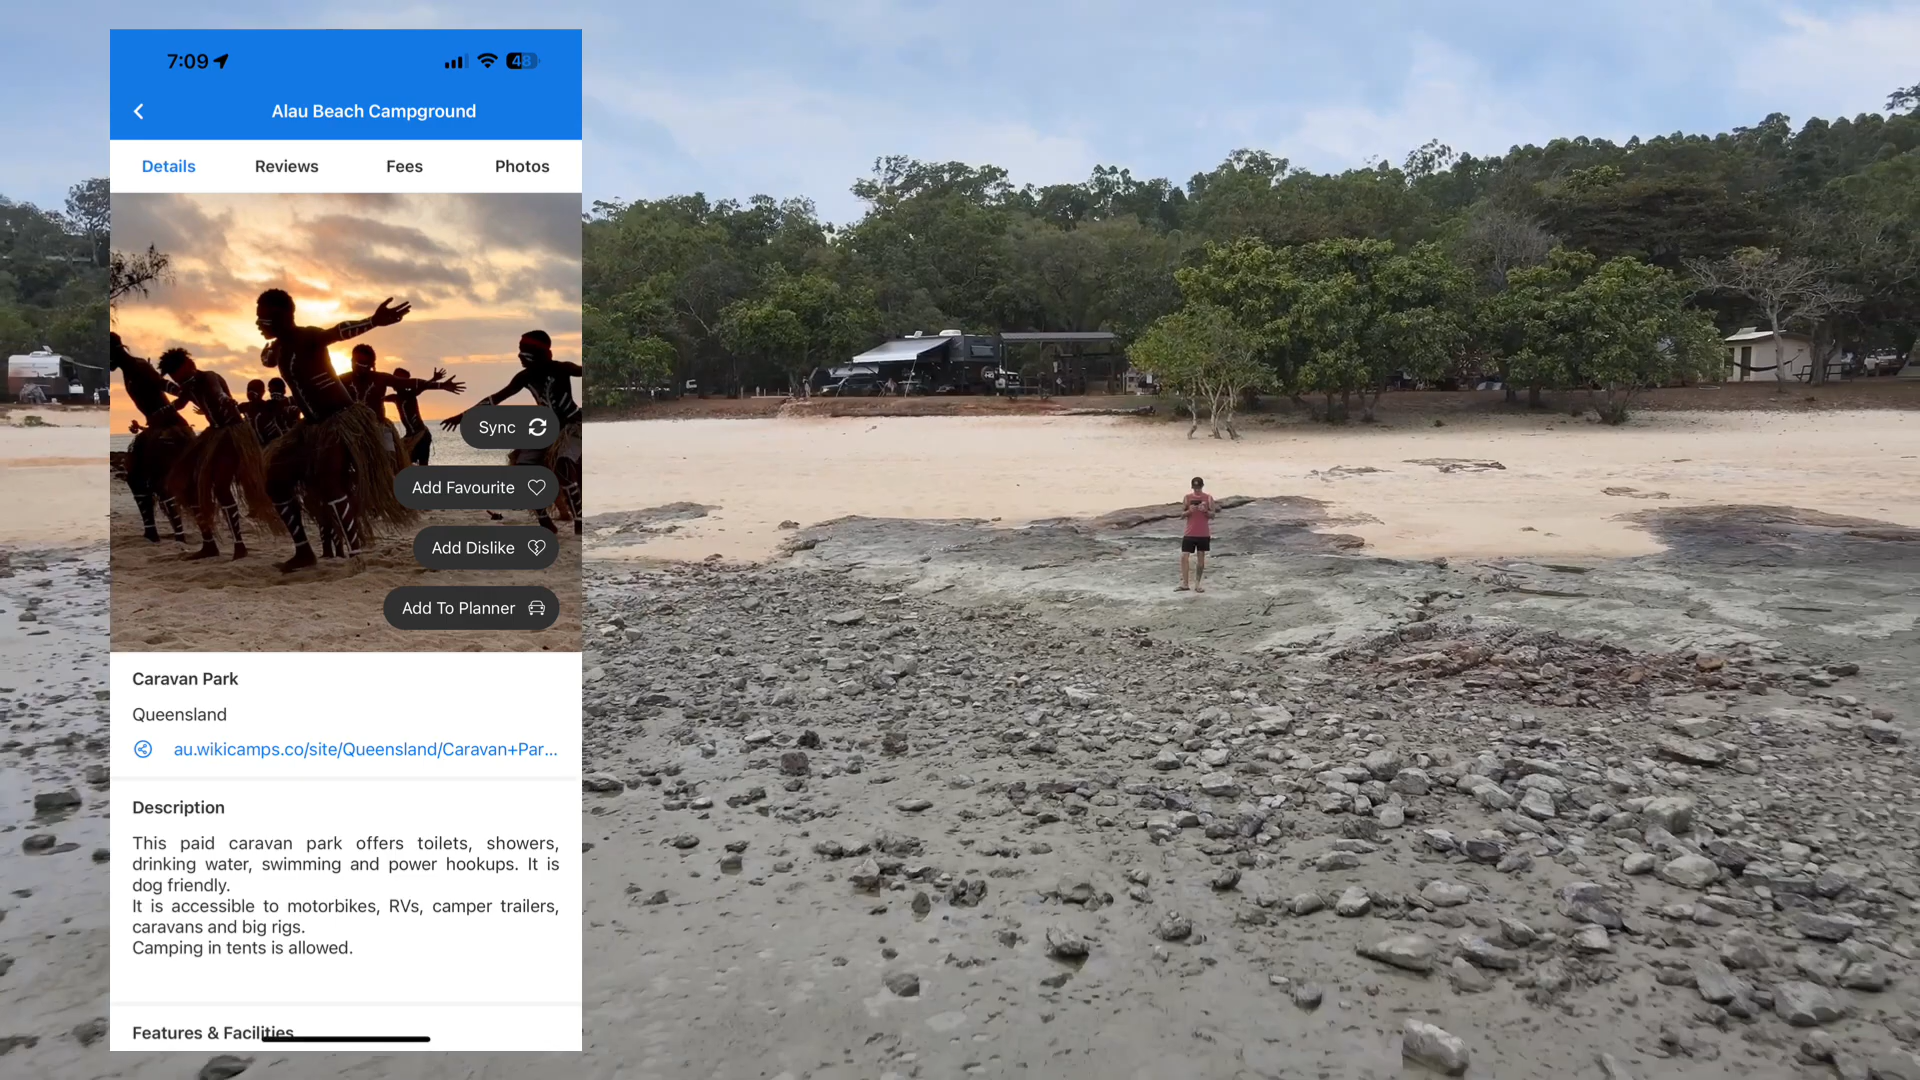 7:09
48
Alau Beach Campground
Details Reviews Fees Photos
Sync
Add Favourite
Add Dislike
Add To Planner
Caravan Park
Queensland
au.wikicamps.co/site/Queensland/Caravan+Par...
Description
This paid caravan park offers toilets, showers,
drinking water, swimming and power hookups. It is
dog friendly.
It is accessible to motorbikes, RVs, camper trailers,
caravans and big rigs.
Camping in tents is allowed.
Features & Facilities